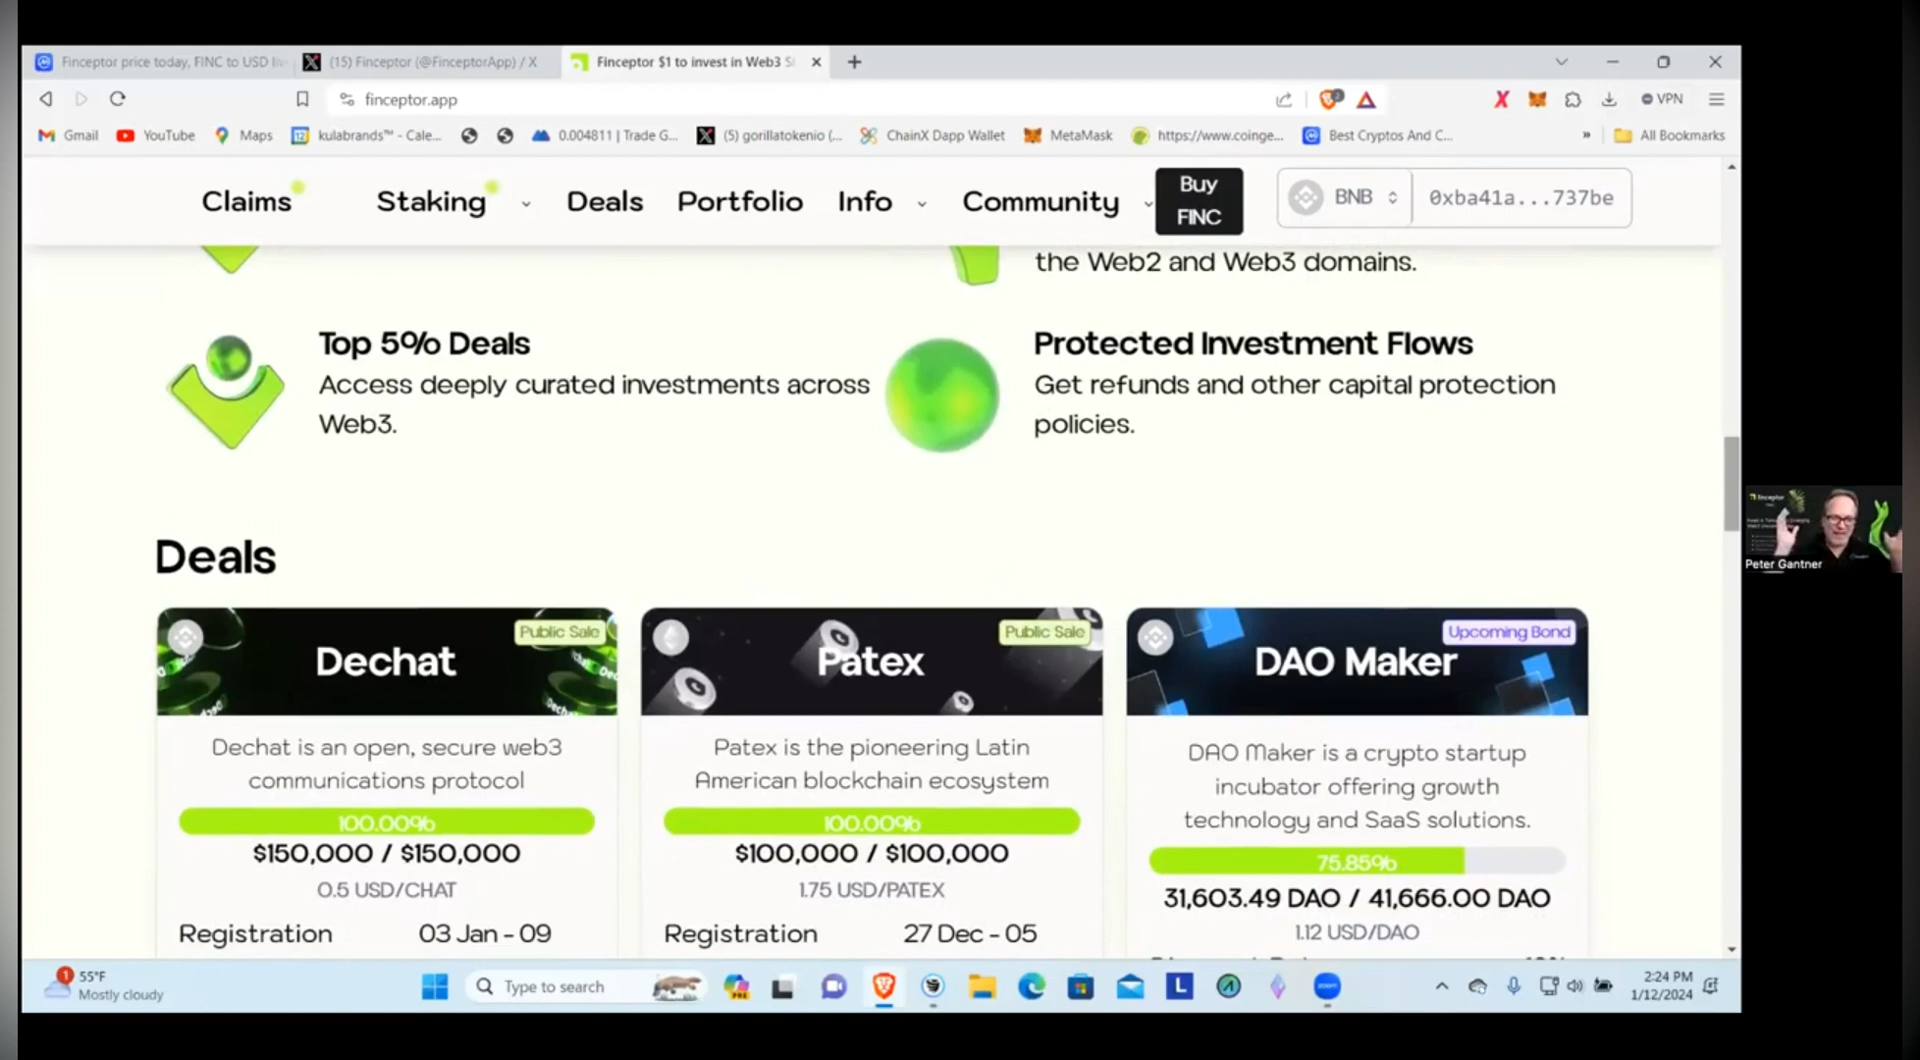 Finceptor price today, FINC to USD li
(15) Finceptor (@FinceptorApp) / X
Finceptor $1 to invest in Web3 S
finceptor.app
VPN
Gmail
YouTube
Maps
kulabrands™ - Cale...
0.004811 | Trade G...
(5) gorillatokenio (...
ChainX Dapp Wallet
MetaMask
https://www.coinge...
Best Cryptos And C...
»
All Bookmarks
Claims
Staking
Deals
Portfolio
Info
Community
Buy
FINC
BNB
0xba41a...737be
the Web2 and Web3 domains.
Top 5% Deals
Access deeply curated investments across
Web3.
Protected Investment Flows
Get refunds and other capital protection
policies.
Deals
Public Sale
Dechat
Dechat is an open, secure web3
communications protocol
100.00%
$150,000 / $150,000
0.5 USD/CHAT
Registration 03 Jan - 09
Public Sale
Patex
Patex is the pioneering Latin
American blockchain ecosystem
100.00%
$100,000 / $100,000
1.75 USD/PATEX
Registration 27 Dec - 05
Upcoming Bond
DAO Maker
DAO Maker is a crypto startup
incubator offering growth
technology and SaaS solutions.
75.85%
31,603.49 DAO / 41,666.00 DAO
1.12 USD/DAO
finceptor
Peter Gantner
1
55°F
Mostly cloudy
Type to search
PRE
L
zoom
2:24 PM
1/12/2024